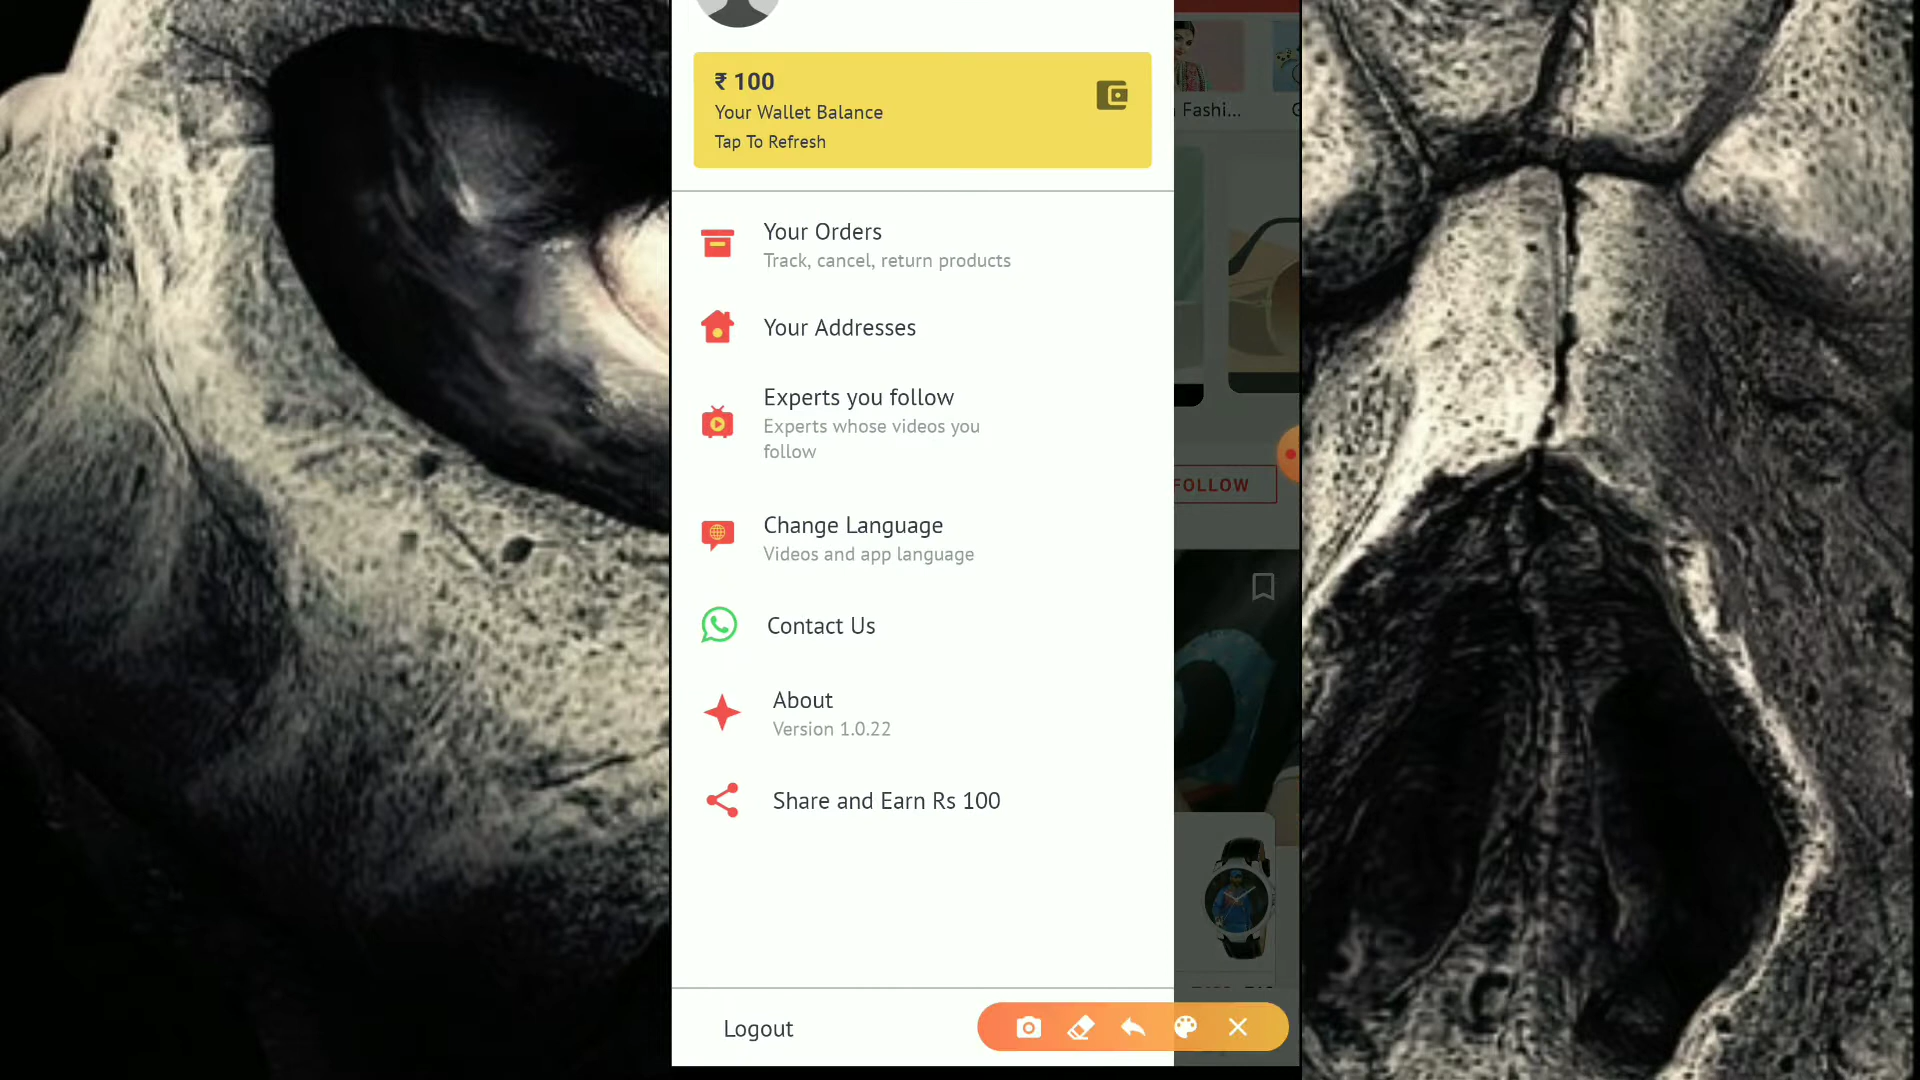 ₹ 100
Your Wallet Balance
Tap To Refresh
Fashi...
Your Orders
Track, cancel, return products
Your Addresses
Experts you follow
Experts whose videos you
follow
FOLLOW
Change Language
Videos and app language
Contact Us
About
Version 1.0.22
Share and Earn Rs 100
Logout